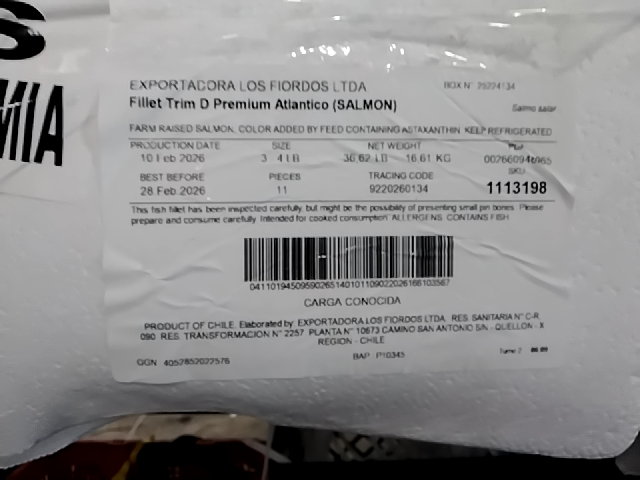 S
MIA
EXPORTADORA LOS FIORDOS LTDA BOX N° 75224134
Fillet Trim D Premium Atlantico (SALMON) Salmo salar
FARM RAISED SALMON, COLOR ADDED BY FEED CONTAINING ASTAXANTHIN KEEP REFRIGERATED
PRODUCTION DATE SIZE NET WEIGHT
10 Feb 2026 3 4 LB 36.62 LB 16.61 KG
BEST BEFORE PIECES TRACING CODE SKU
28 Feb 2026 11 9220260134 1113198
This fish fillet has been inspected carefully, but might be the possibility of presenting small pin bones. Please
prepare and consume carefully. Intended for cooked consumption. ALLERGENS: CONTAINS FISH
CARGA CONOCIDA
PRODUCT OF CHILE. Elaborated by: EXPORTADORA LOS FIORDOS LTDA. RES. SANITARIA N° C-R
090 RES. TRANSFORMACION N° 2257 PLANTA N° 10673 CAMINO SAN ANTONIO S/N - QUELLON - X
REGION - CHILE
GGN 4052852022576 BAP P10345 Turno 2